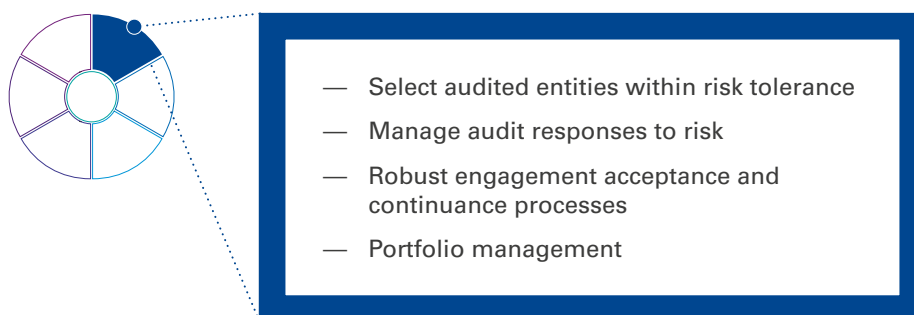 — Select audited entities within risk tolerance
— Manage audit responses to risk
— Robust engagement acceptance and
continuance processes
— Portfolio management